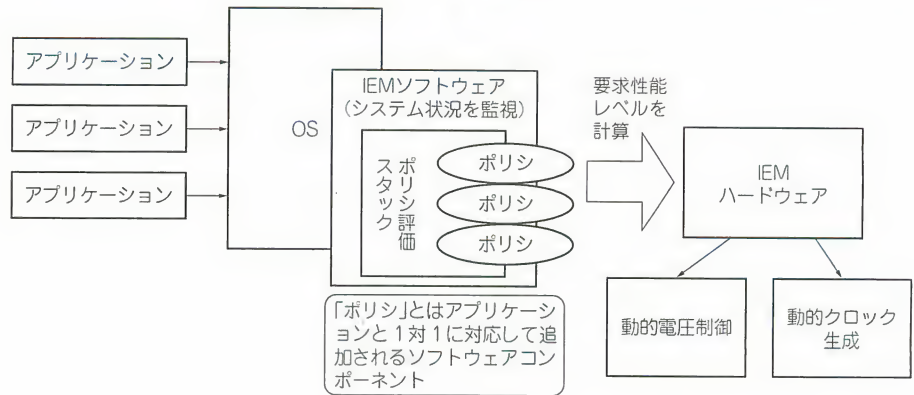 アプリケーション
アプリケーション
アプリケーション
OS
IEMソフトウェア
(システム状況を監視)
ポリシ評価
スタック
ポリシ
ポリシ
ポリシ
「ポリシ」とはアプリケーシ
ョンと1対1に対応して追
加されるソフトウェアコン
ポーネント
要求性能
レベルを
計算
IEM
ハードウェア
動的電圧制御
動的クロック
生成